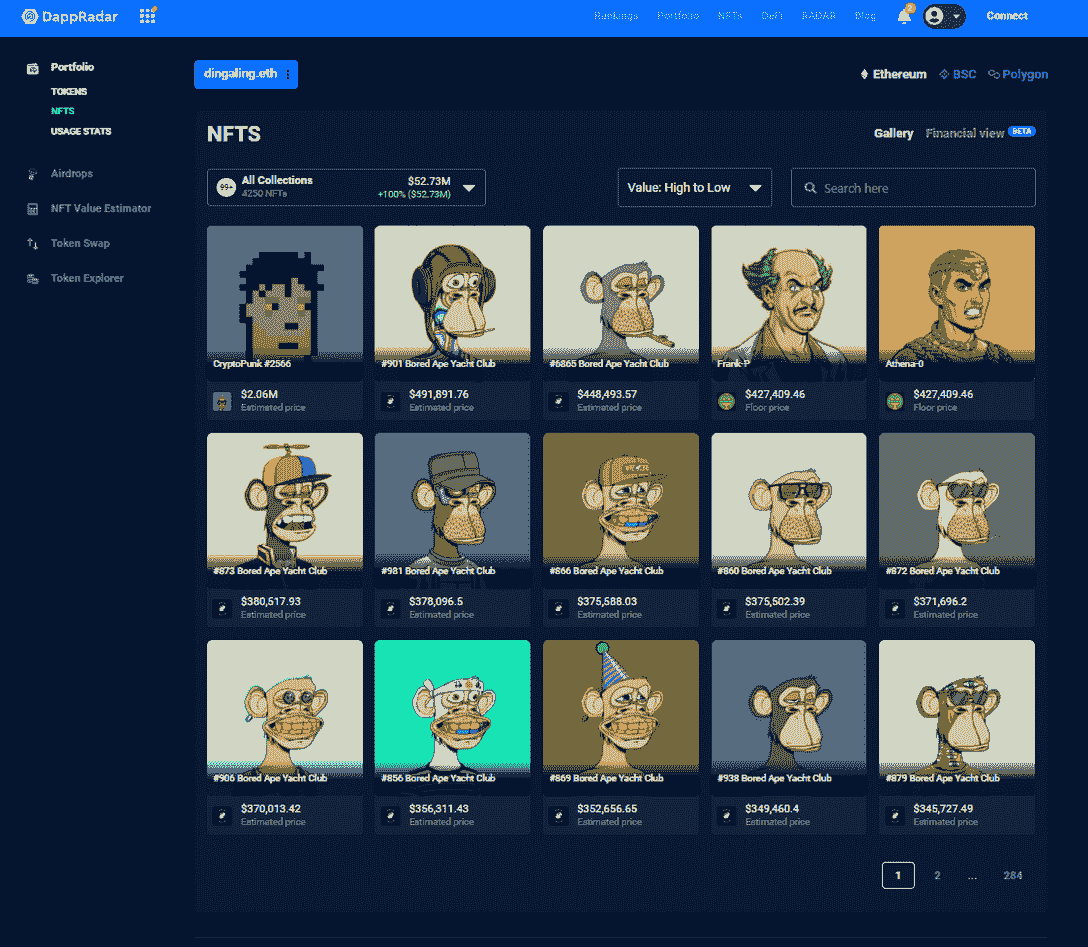 DappRadar
Rankings Portfolio NFTs DeFi RADAR Blog 2 Connect
Portfolio
TOKENS
NFTS
USAGE STATS
Airdrops
NFT Value Estimator
Token Swap
Token Explorer
dingaling.eth
Ethereum BSC Polygon
NFTS
Gallery Financial view BETA
99+ All Collections $52.73M
4250 NFTs +100% ($52.73M)
Value: High to Low
Search here
CryptoPunk #2566
$2.06M
Estimated price
#901 Bored Ape Yacht Club
$491,891.76
Estimated price
#6865 Bored Ape Yacht Club
$448,493.57
Estimated price
Frank-P
$427,409.46
Floor price
Athena-0
$427,409.46
Floor price
#873 Bored Ape Yacht Club
$380,517.93
Estimated price
#981 Bored Ape Yacht Club
$378,096.5
Estimated price
#866 Bored Ape Yacht Club
$375,588.03
Estimated price
#860 Bored Ape Yacht Club
$375,502.39
Estimated price
#872 Bored Ape Yacht Club
$371,696.2
Estimated price
#906 Bored Ape Yacht Club
$370,013.42
Estimated price
#856 Bored Ape Yacht Club
$356,311.43
Estimated price
#869 Bored Ape Yacht Club
$352,656.65
Estimated price
#938 Bored Ape Yacht Club
$349,460.4
Estimated price
#879 Bored Ape Yacht Club
$345,727.49
Estimated price
1 2 ... 284